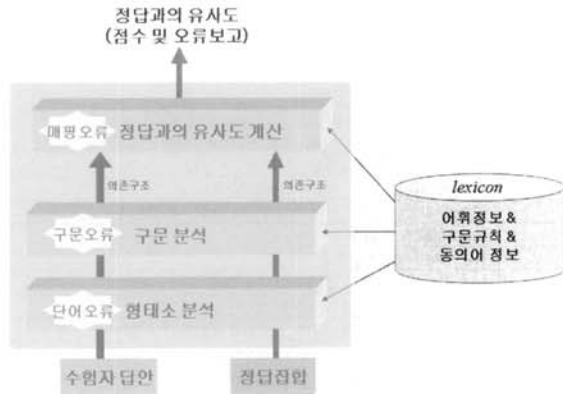 정답과의 유사도
(점수 및 오류보고)
매핑오류 정답과의 유사도 계산
의존구조 의존구조
lexicon
어휘정보 &
구문규칙 &
동의어 정보
구문오류 구문 분석
단어오류 형태소 분석
수험자 답안 정답집합